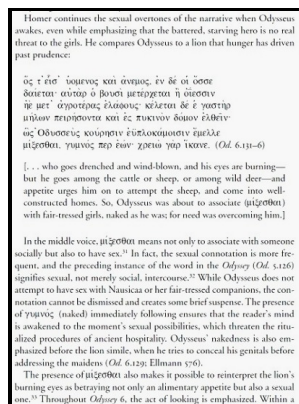 Homer continues the sexual overtones of the narrative when Odysseus
awakes, even while emphasizing that the battered, starving hero is no real
threat to the girls. He compares Odysseus to a lion that hunger has driven
past prudence:
ὅς τ᾽ εἶσ᾽ ὑόμενος καὶ ἀήμενος, ἐν δέ οἱ ὄσσε
δαίεται· αὐτὰρ ὁ βουσὶ μετέρχεται ἢ ὀίεσσιν
ἠὲ μετ᾽ ἀγροτέρας ἐλάφους· κέλεται δέ ἑ γαστὴρ
μήλων πειρήσοντα καὶ ἐς πυκινὸν δόμον ἐλθεῖν·
ὣς Ὀδυσσεὺς κούρῃσιν ἐϋπλοκάμοισιν ἔμελλε
μίξεσθαι, γυμνός περ ἐών· χρειὼ γὰρ ἵκανε. (Od. 6.131–6)
[. . . who goes drenched and wind-blown, and his eyes are burning—
but he goes among the cattle or sheep, or among wild deer—and
appetite urges him on to attempt the sheep, and come into well-
constructed homes. So, Odysseus was about to associate (μίξεσθαι)
with fair-tressed girls, naked as he was; for need was overcoming him.]
In the middle voice, μίξεσθαι means not only to associate with someone
socially but also to have sex.31 In fact, the sexual connotation is more fre-
quent, and the preceding instance of the word in the Odyssey (Od. 5.126)
signifies sexual, not merely social, intercourse.32 While Odysseus does not
attempt to have sex with Nausicaa or her fair-tressed companions, the con-
notation cannot be dismissed and creates some brief suspense. The presence
of γυμνός (naked) immediately following ensures that the reader's mind
is awakened to the moment's sexual possibilities, which threaten the ritu-
alized procedures of ancient hospitality. Odysseus' nakedness is also em-
phasized before the lion simile, when he tries to conceal his genitals before
addressing the maidens (Od. 6.129; Ellmann 576).
The presence of μίξεσθαι also makes it possible to reinterpret the lion's
burning eyes as betraying not only an alimentary appetite but also a sexual
one.33 Throughout Odyssey 6, the act of looking is emphasized. Within a